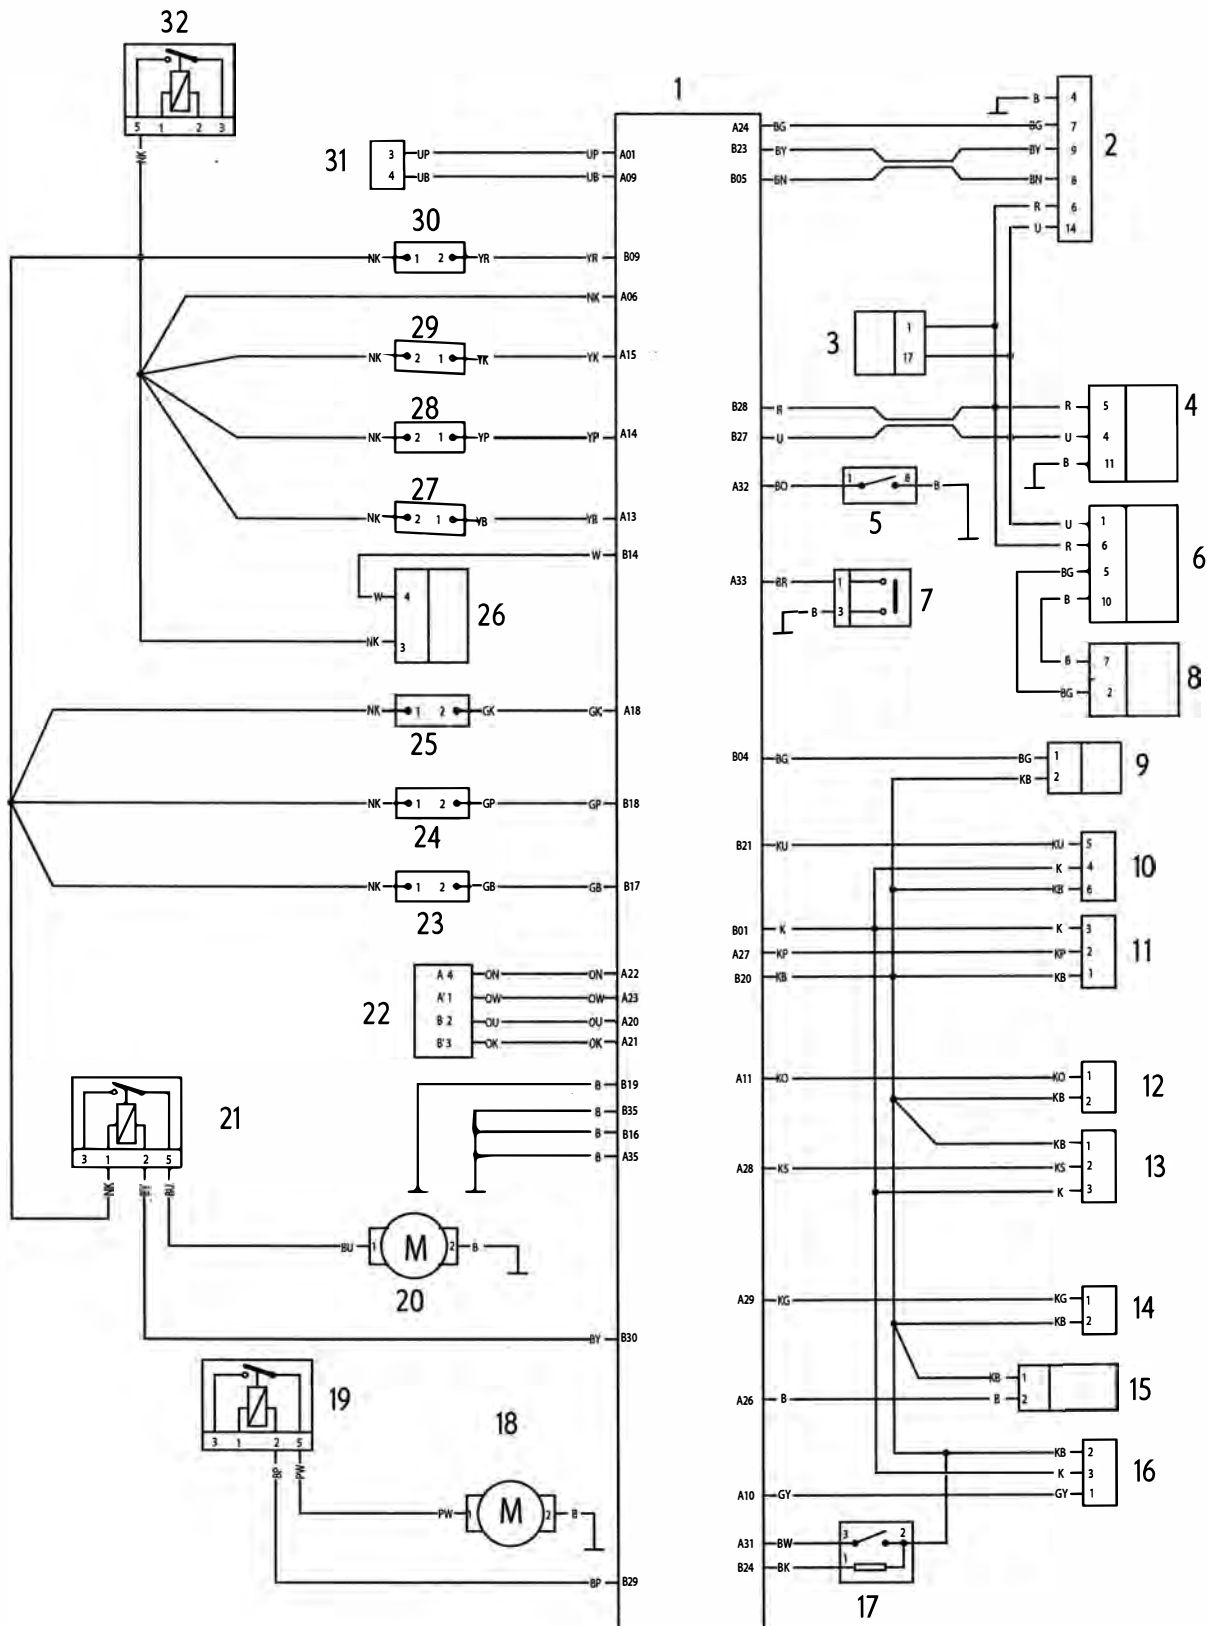 32
5 1 2 3
NK
1
31
3 UP UP A01
4 UB UB A09
30
NK 1 2 YR YR B09
NK A06
29
NK 2 1 YK YK A15
28
NK 2 1 YP YP A14
27
NK 2 1 YB YB A13
W B14
W 4
26
NK 3
NK 1 2 GK GK A18
25
NK 1 2 GP GP B18
24
NK 1 2 GB GB B17
23
22
A 4 ON ON A22
A' 1 OW OW A23
B 2 OU OU A20
B' 3 OK OK A21
B B19
B B35
B B16
B A35
21
3 1 2 5
NK BY BU
BU 1 M 2 B
20
BY B30
19
3 1 2 5
BP PW
18
PW 1 M 2 B
BP B29
2
B 4
A24 BG BG 7
B23 BY BY 9
B05 BN BN 8
R 6
U 14
3
1
17
4
B28 R R 5
B27 U U 4
B 11
A32 BO 1 B
5
6
U 1
R 6
BG 5
B 10
A33 BR 1
B 3
7
8
B 7
BG 2
B04 BG BG 1
KB 2
9
B21 KU KU 5
K 4
KB 6
10
B01 K K 3
A27 KP KP 2
B20 KB KB 1
11
A11 KO KO 1
KB 2
12
KB 1
A28 KS KS 2
K 3
13
A29 KG KG 1
KB 2
14
KB 1
A26 B B 2
15
KB 2
K 3
A10 GY GY 1
16
A31 BW 3 2
B24 BK 1
17